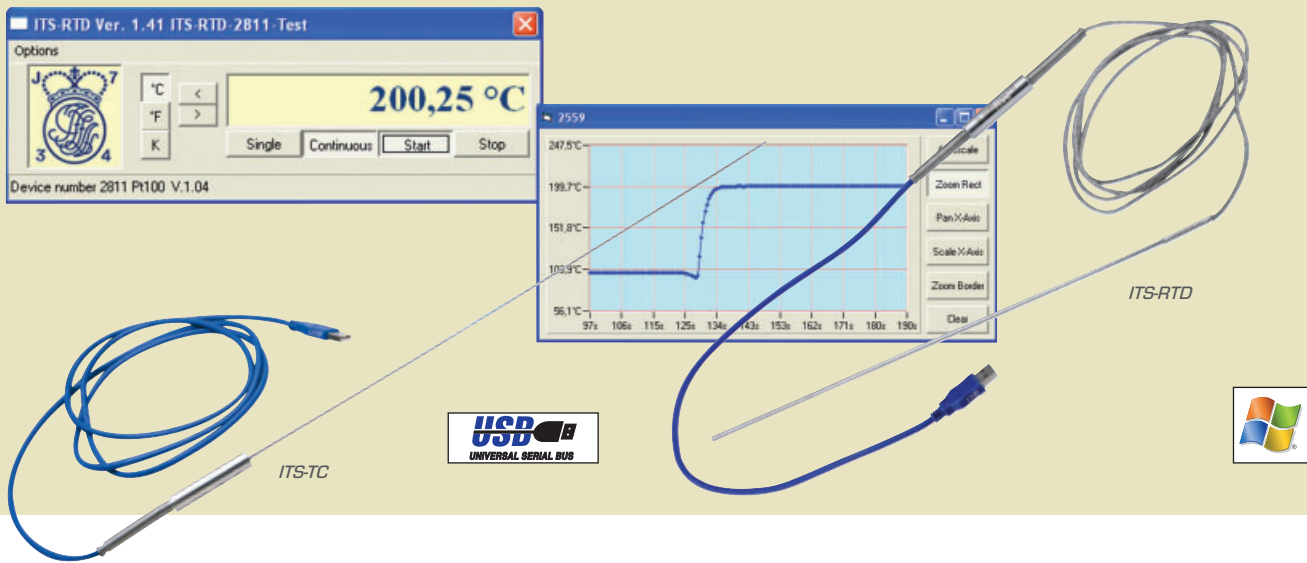 ITS-RTD Ver. 1.41 ITS-RTD-2811-Test
Options
J 7
3 4
°C
°F
K
<
>
200,25 °C
Single Continuous Start Stop
Device number 2811 Pt100 V.1.04
2559
247,5°C
199,7°C
151,8°C
56,1°C
97s 106s 115s 125s 134s 143s 153s 162s 171s 180s 190s
Zoom Rect
Pan X-Axis
Scale X-Axis
Zoom Border
Clear
ITS-RTD
USB
UNIVERSAL SERIAL BUS
ITS-TC